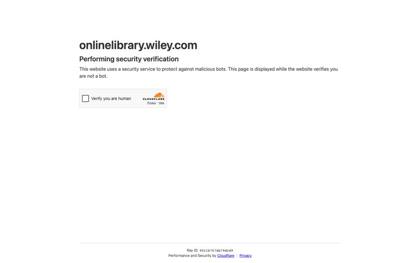 onlinelibrary.wiley.com
Performing security verification
This website uses a security service to protect against malicious bots. This page is displayed while the website verifies you
are not a bot.
Verify you are human
CLOUDFLARE
Ray ID:
Performance and Security by Cloudflare | Privacy